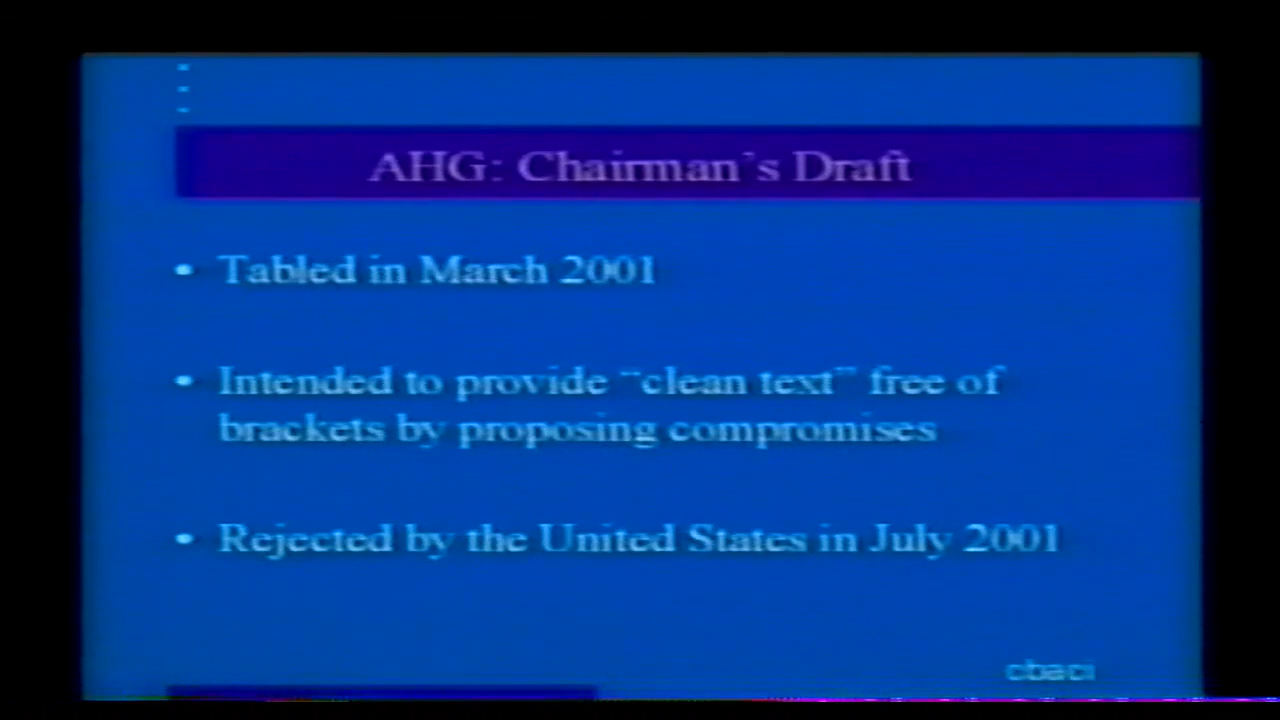 AHG: Chairman's Draft
• Tabled in March 2001
• Intended to provide “clean text” free of
brackets by proposing compromises
• Rejected by the United States in July 2001
cbaci